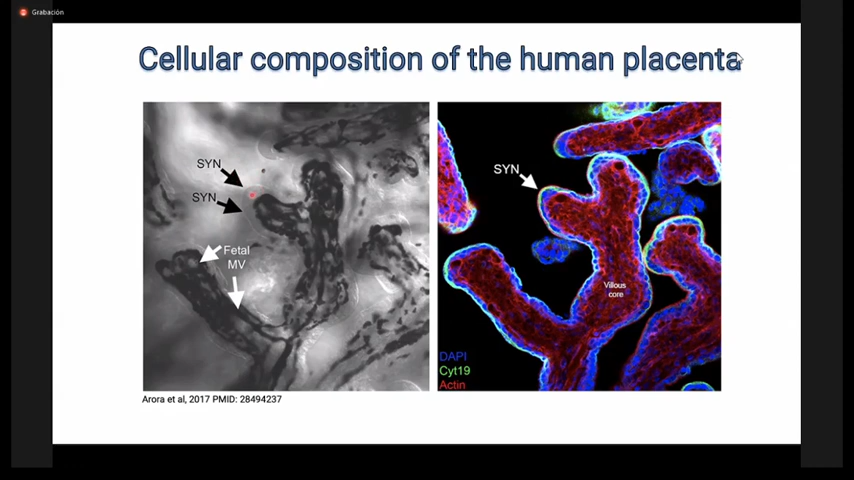 Grabación
Cellular composition of the human placenta
SYN
SYN
Fetal
MV
SYN
Villous
core
DAPI
Cyt19
Actin
Arora et al, 2017 PMID: 28494237